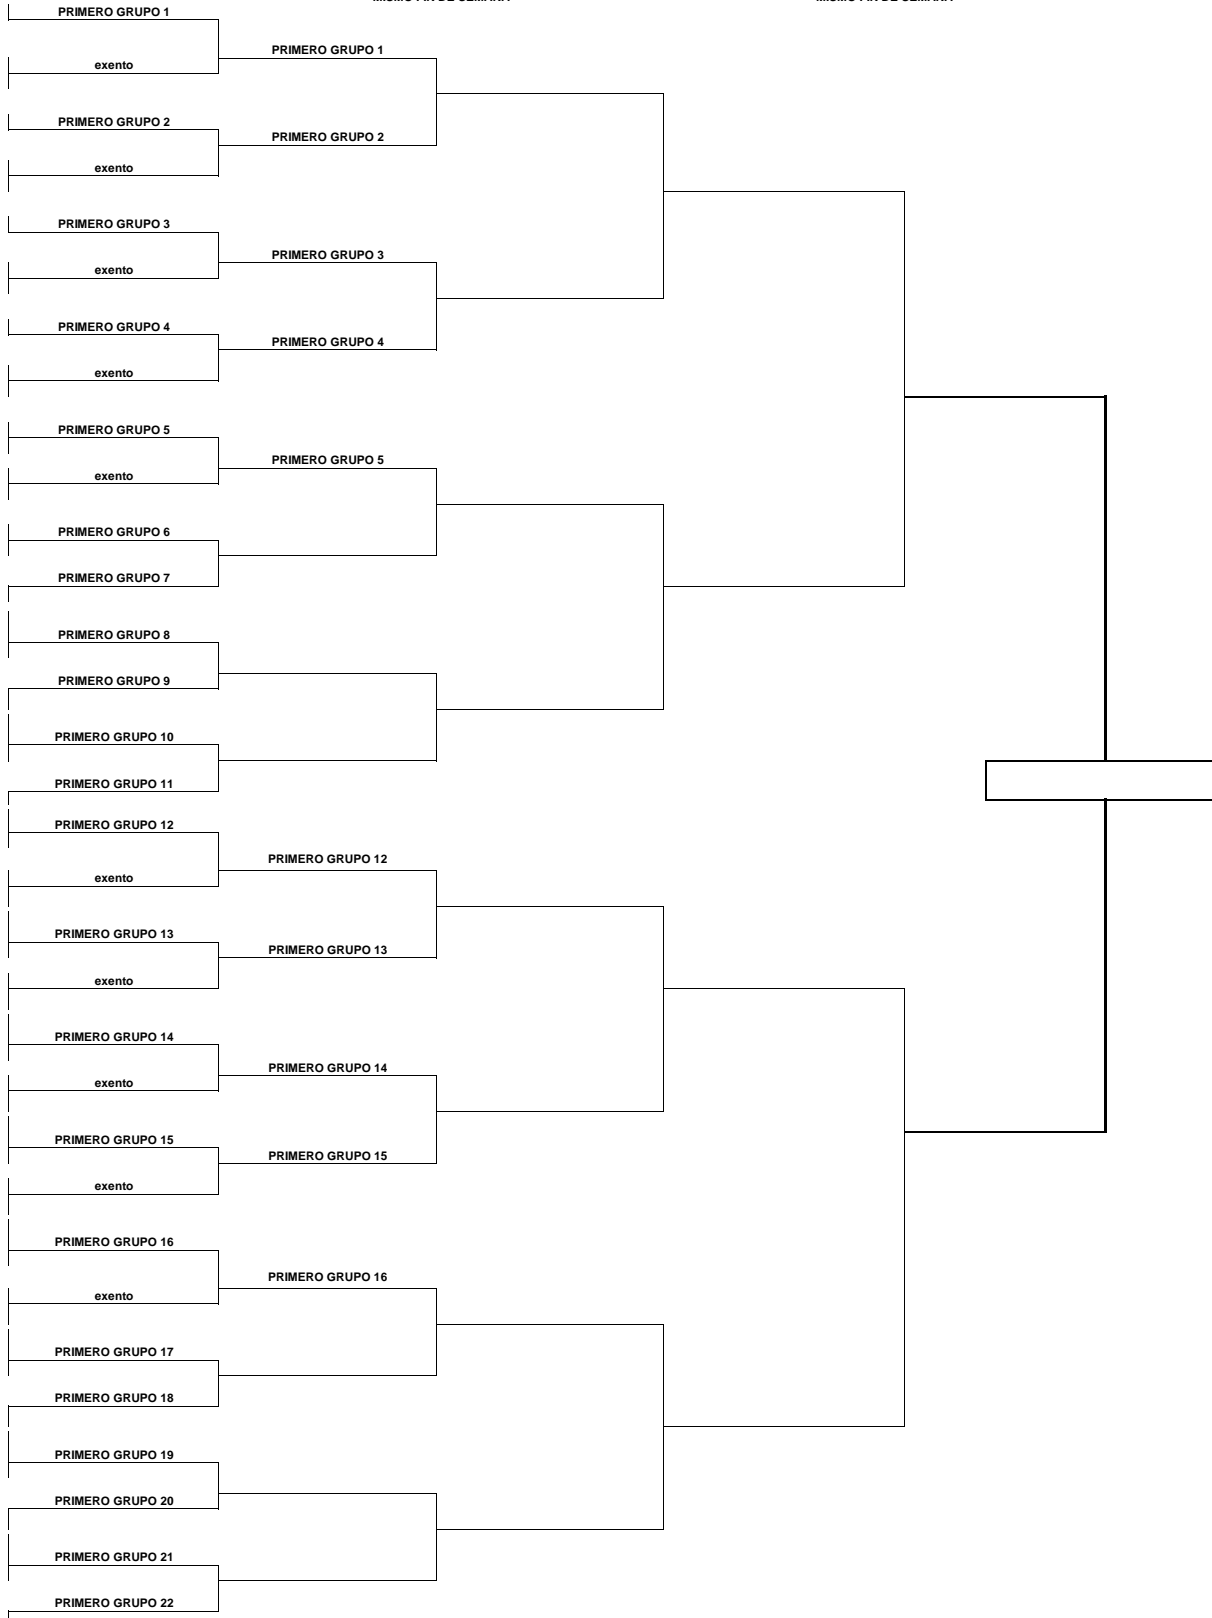 PRIMERO GRUPO 1
PRIMERO GRUPO 1
exento
PRIMERO GRUPO 2
PRIMERO GRUPO 2
exento
PRIMERO GRUPO 3
PRIMERO GRUPO 3
exento
PRIMERO GRUPO 4
PRIMERO GRUPO 4
exento
PRIMERO GRUPO 5
PRIMERO GRUPO 5
exento
PRIMERO GRUPO 6
PRIMERO GRUPO 7
PRIMERO GRUPO 8
PRIMERO GRUPO 9
PRIMERO GRUPO 10
PRIMERO GRUPO 11
PRIMERO GRUPO 12
PRIMERO GRUPO 12
exento
PRIMERO GRUPO 13
PRIMERO GRUPO 13
exento
PRIMERO GRUPO 14
PRIMERO GRUPO 14
exento
PRIMERO GRUPO 15
PRIMERO GRUPO 15
exento
PRIMERO GRUPO 16
PRIMERO GRUPO 16
exento
PRIMERO GRUPO 17
PRIMERO GRUPO 18
PRIMERO GRUPO 19
PRIMERO GRUPO 20
PRIMERO GRUPO 21
PRIMERO GRUPO 22